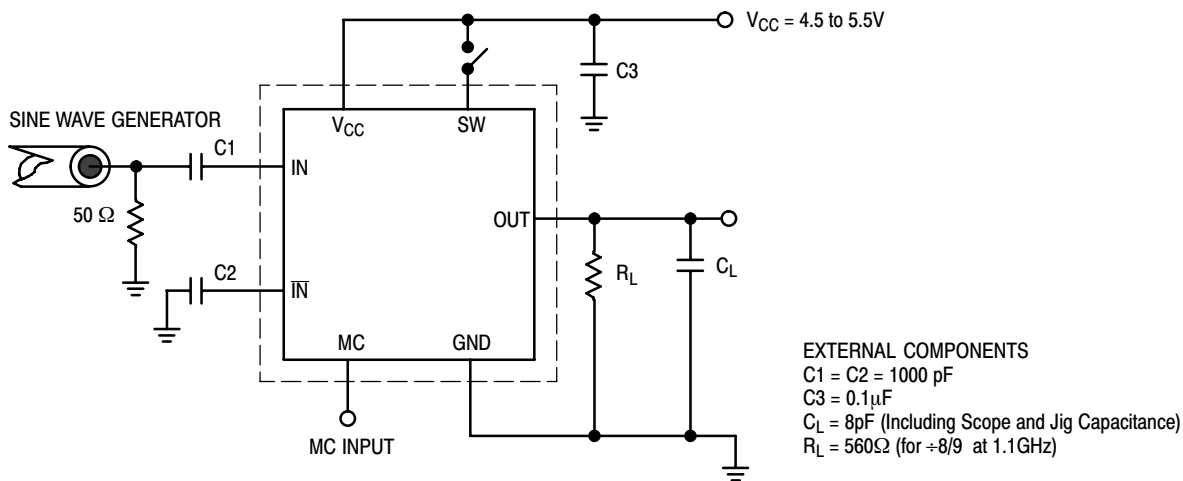 V_CC = 4.5 to 5.5V
C3
SINE WAVE GENERATOR
V_CC
SW
C1
IN
50 Ω
OUT
C2
I̅N̅
R_L
C_L
MC
GND
MC INPUT
EXTERNAL COMPONENTS
C1 = C2 = 1000 pF
C3 = 0.1μF
C_L = 8pF (Including Scope and Jig Capacitance)
R_L = 560Ω (for ÷8/9 at 1.1GHz)